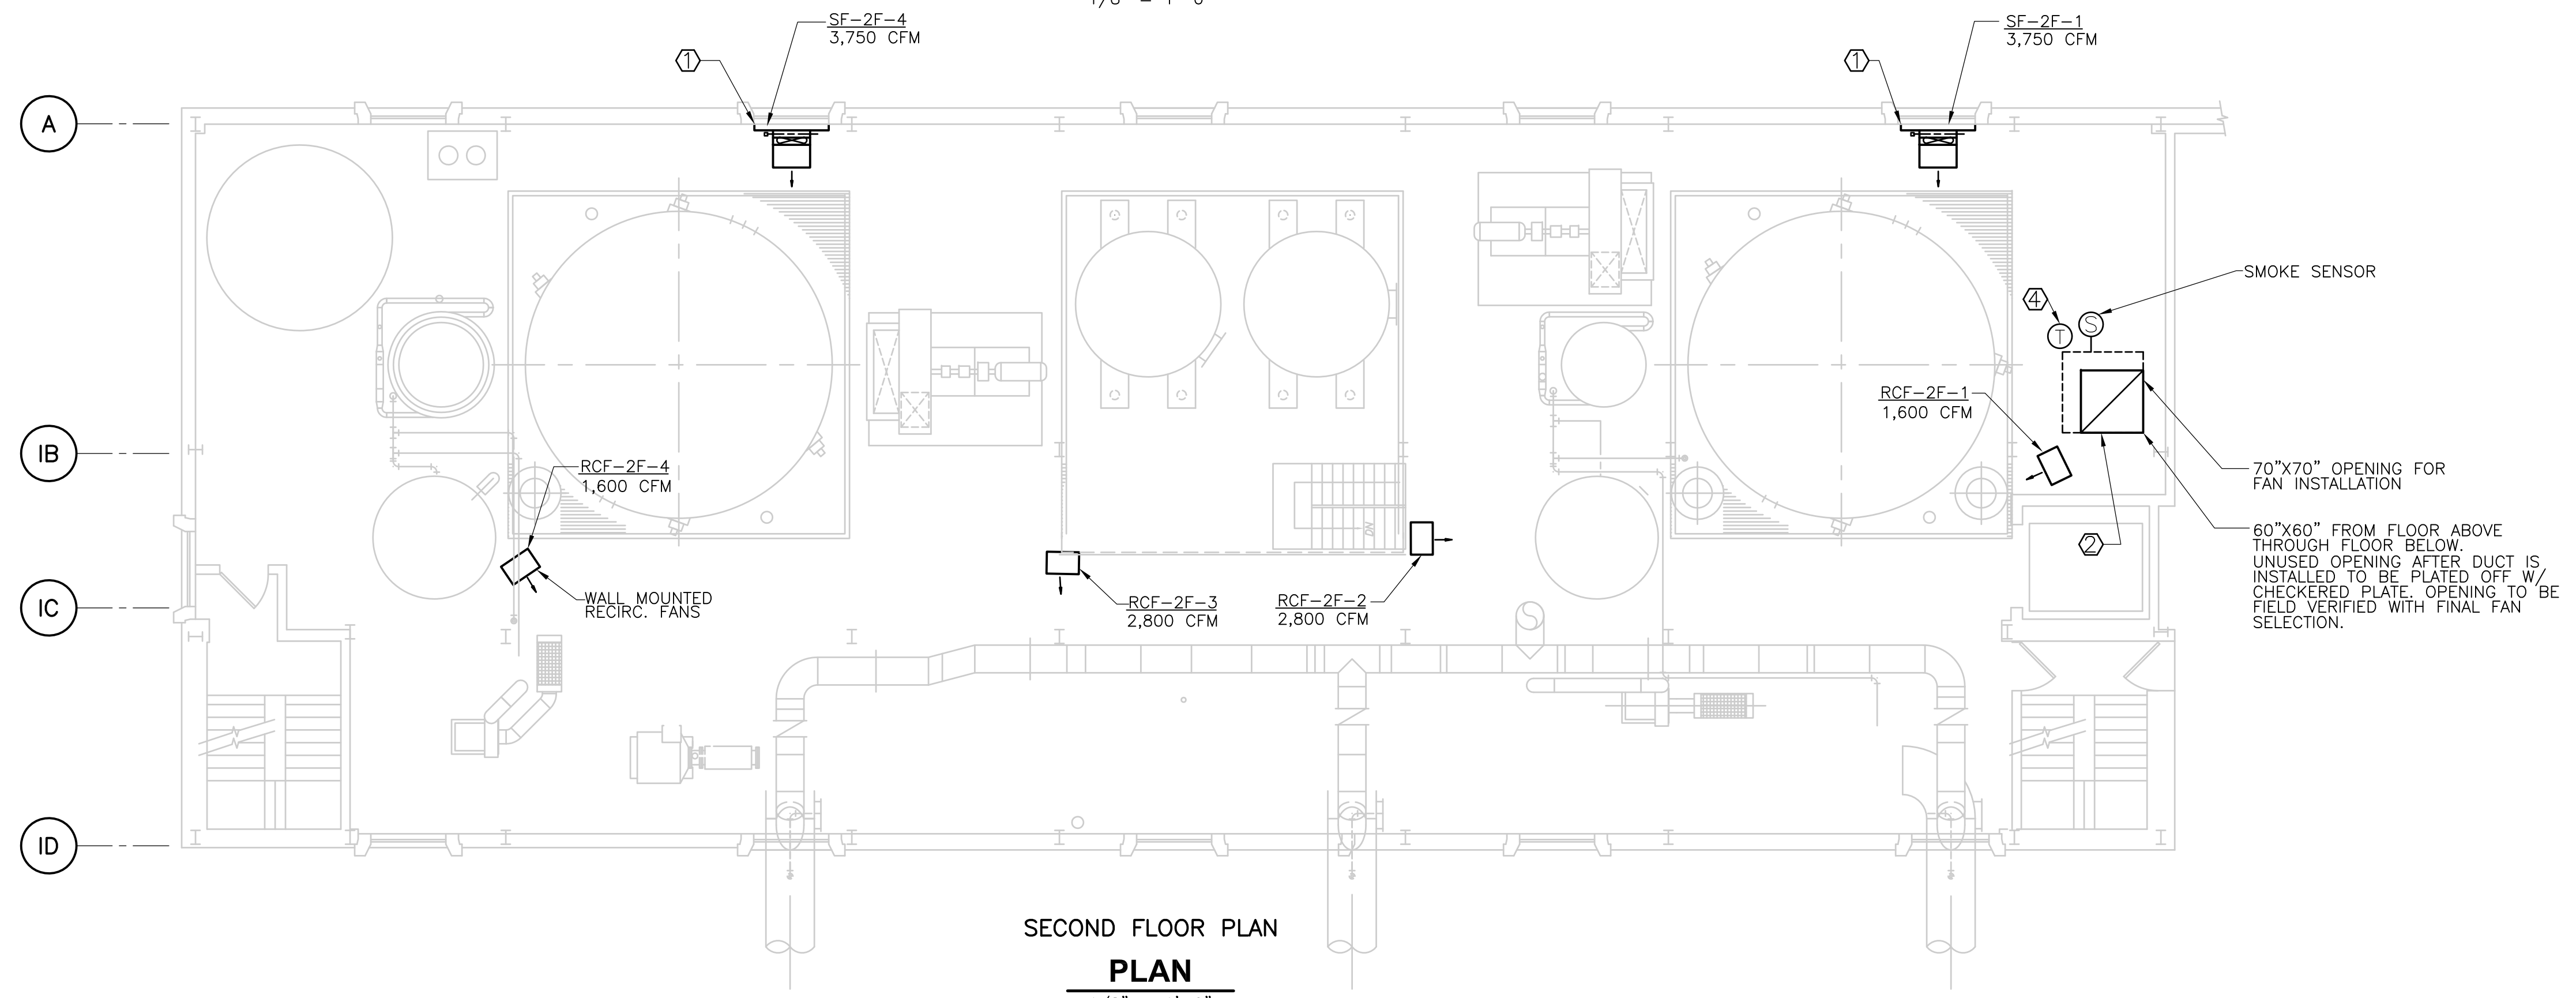 SF-2F-4
3,750 CFM
1
SF-2F-1
3,750 CFM
1
A
SMOKE SENSOR
4
T
S
RCF-2F-1
1,600 CFM
IB
RCF-2F-4
1,600 CFM
70"X70" OPENING FOR
FAN INSTALLATION
DN
60"X60" FROM FLOOR ABOVE
THROUGH FLOOR BELOW.
UNUSED OPENING AFTER DUCT IS
INSTALLED TO BE PLATED OFF W/
CHECKERED PLATE. OPENING TO BE
FIELD VERIFIED WITH FINAL FAN
SELECTION.
2
IC
WALL MOUNTED
RECIRC. FANS
RCF-2F-3
2,800 CFM
RCF-2F-2
2,800 CFM
ID
SECOND FLOOR PLAN
PLAN